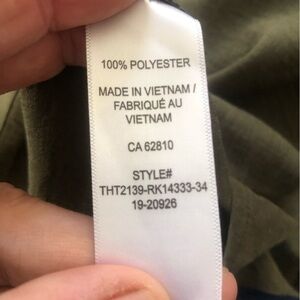 100% POLYESTER
MADE IN VIETNAM /
FABRIQUÉ AU
VIETNAM
CA 62810
STYLE#
THT2139-RK14333-34
19-20926